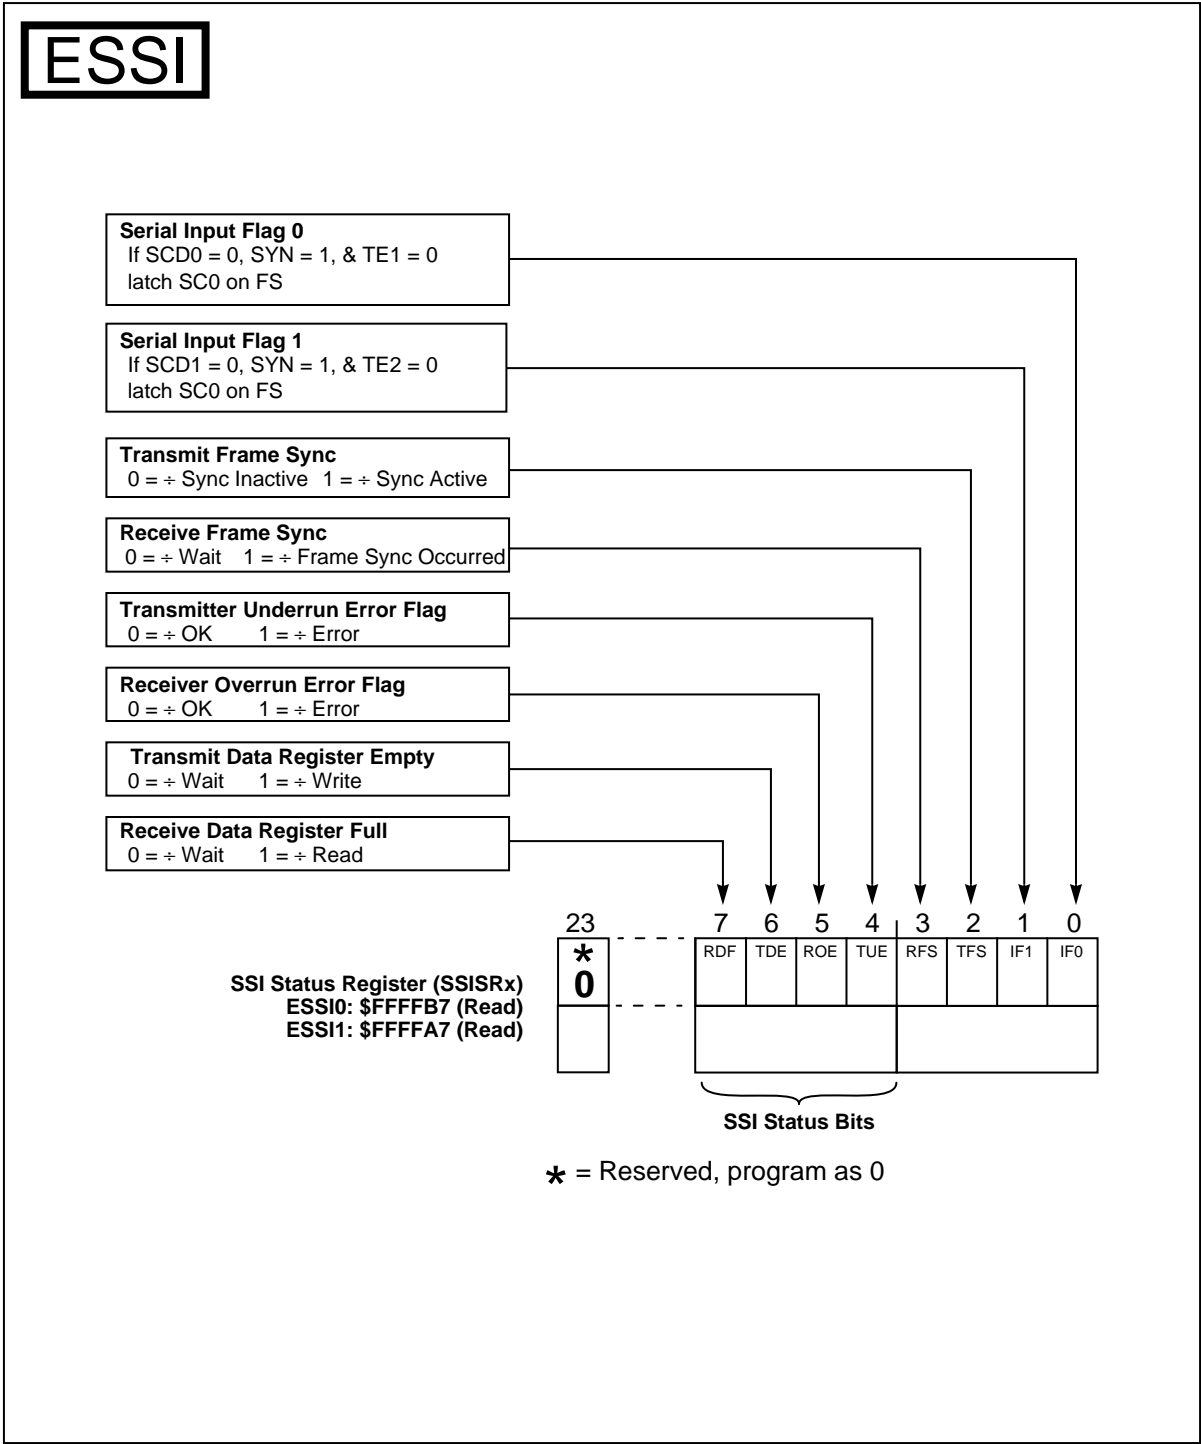 ESSI
Serial Input Flag 0
If SCD0 = 0, SYN = 1, & TE1 = 0
latch SC0 on FS
Serial Input Flag 1
If SCD1 = 0, SYN = 1, & TE2 = 0
latch SC0 on FS
Transmit Frame Sync
0 = ÷ Sync Inactive 1 = ÷ Sync Active
Receive Frame Sync
0 = ÷ Wait 1 = ÷ Frame Sync Occurred
Transmitter Underrun Error Flag
0 = ÷ OK 1 = ÷ Error
Receiver Overrun Error Flag
0 = ÷ OK 1 = ÷ Error
Transmit Data Register Empty
0 = ÷ Wait 1 = ÷ Write
Receive Data Register Full
0 = ÷ Wait 1 = ÷ Read
23 7 6 5 4 3 2 1 0
* RDF TDE ROE TUE RFS TFS IF1 IF0
0
SSI Status Register (SSISRx)
ESSI0: $FFFFB7 (Read)
ESSI1: $FFFFA7 (Read)
SSI Status Bits
* = Reserved, program as 0